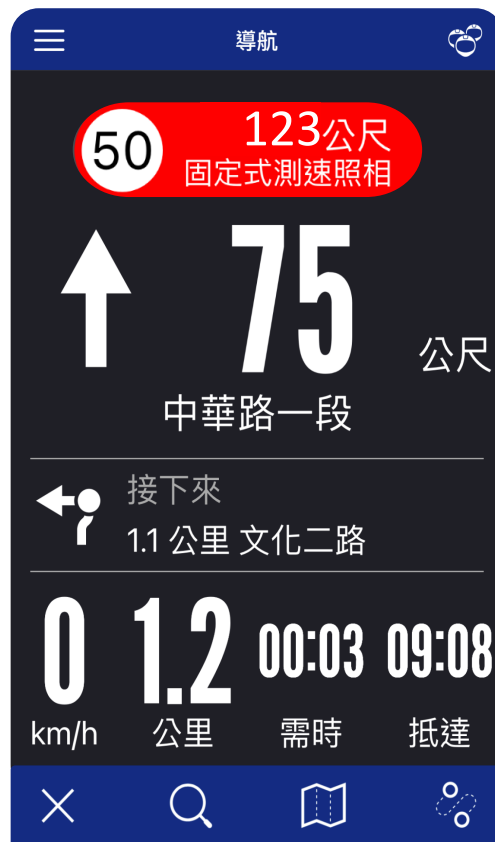 導航
50
123公尺
固定式測速照相
75
公尺
中華路一段
接下來
1.1 公里 文化二路
0 1.2 00:03 09:08
km/h 公里 需時 抵達